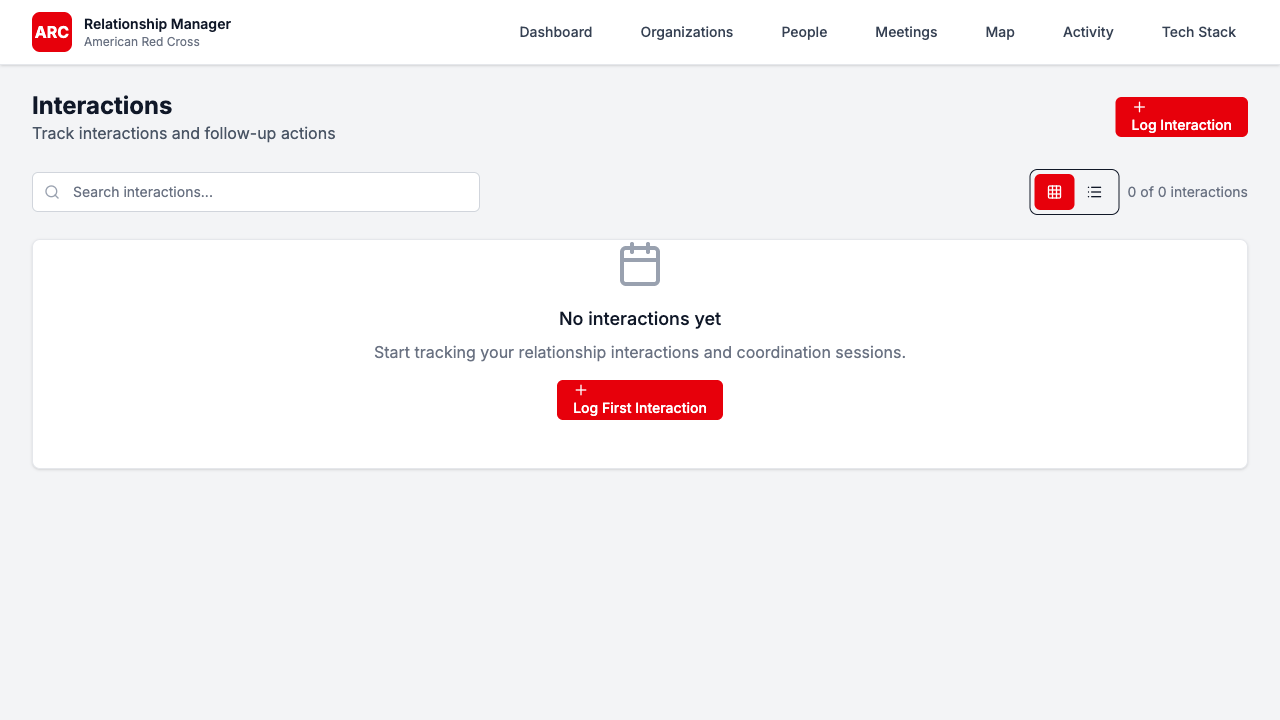 ARC
Relationship Manager
American Red Cross
Dashboard
Organizations
People
Meetings
Map
Activity
Tech Stack
Interactions
Track interactions and follow-up actions
Log Interaction
Search interactions...
0 of 0 interactions
No interactions yet
Start tracking your relationship interactions and coordination sessions.
Log First Interaction